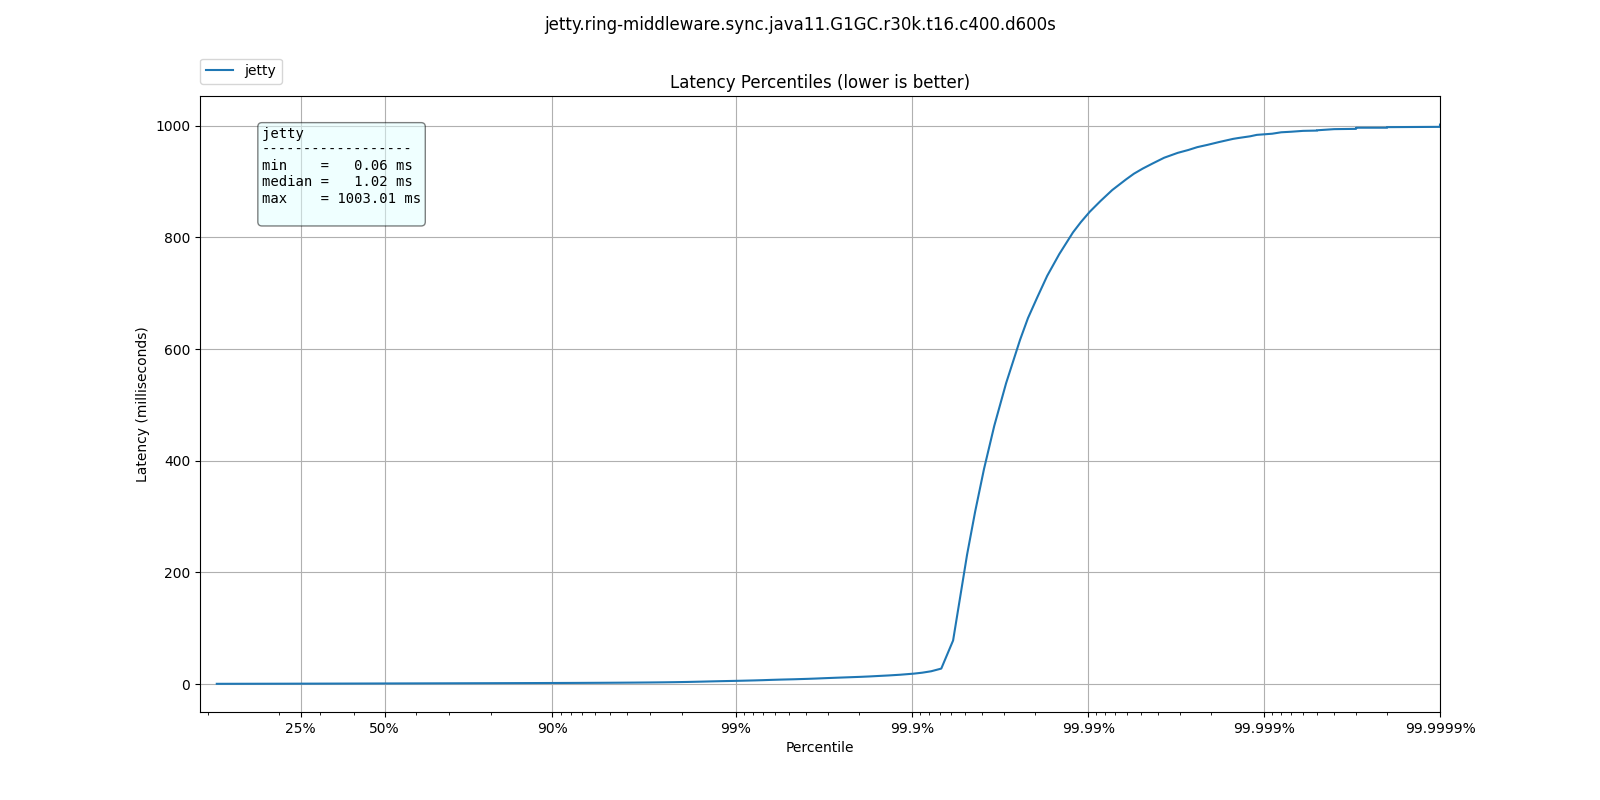 jetty.ring-middleware.sync.java11.G1GC.r30k.t16.c400.d600s
jetty
Latency Percentiles (lower is better)
jetty
------------------
min    =   0.06 ms
median =   1.02 ms
max    = 1003.01 ms
1000
800
600
400
200
0
Latency (milliseconds)
25% 50% 90% 99% 99.9% 99.99% 99.999% 99.9999%
Percentile